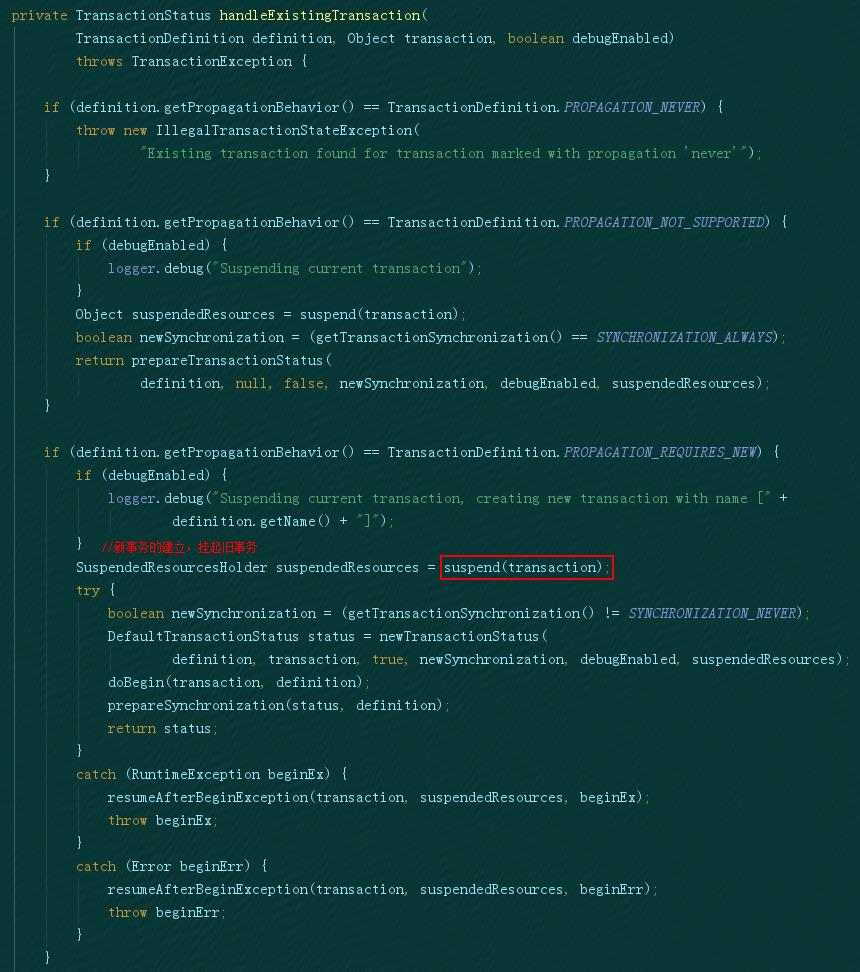 private TransactionStatus handleExistingTransaction(
TransactionDefinition definition, Object transaction, boolean debugEnabled)
throws TransactionException {
if (definition.getPropagationBehavior() == TransactionDefinition.PROPAGATION_NEVER) {
throw new IllegalTransactionStateException(
"Existing transaction found for transaction marked with propagation 'never'");
}
if (definition.getPropagationBehavior() == TransactionDefinition.PROPAGATION_NOT_SUPPORTED) {
if (debugEnabled) {
logger.debug("Suspending current transaction");
}
Object suspendedResources = suspend(transaction);
boolean newSynchronization = (getTransactionSynchronization() == SYNCHRONIZATION_ALWAYS);
return prepareTransactionStatus(
definition, null, false, newSynchronization, debugEnabled, suspendedResources);
}
if (definition.getPropagationBehavior() == TransactionDefinition.PROPAGATION_REQUIRES_NEW) {
if (debugEnabled) {
logger.debug("Suspending current transaction, creating new transaction with name [" +
definition.getName() + "]");
}
//新事务的建立，挂起旧事务
SuspendedResourcesHolder suspendedResources = suspend(transaction);
try {
boolean newSynchronization = (getTransactionSynchronization() != SYNCHRONIZATION_NEVER);
DefaultTransactionStatus status = newTransactionStatus(
definition, transaction, true, newSynchronization, debugEnabled, suspendedResources);
doBegin(transaction, definition);
prepareSynchronization(status, definition);
return status;
}
catch (RuntimeException beginEx) {
resumeAfterBeginException(transaction, suspendedResources, beginEx);
throw beginEx;
}
catch (Error beginErr) {
resumeAfterBeginException(transaction, suspendedResources, beginErr);
throw beginErr;
}
}